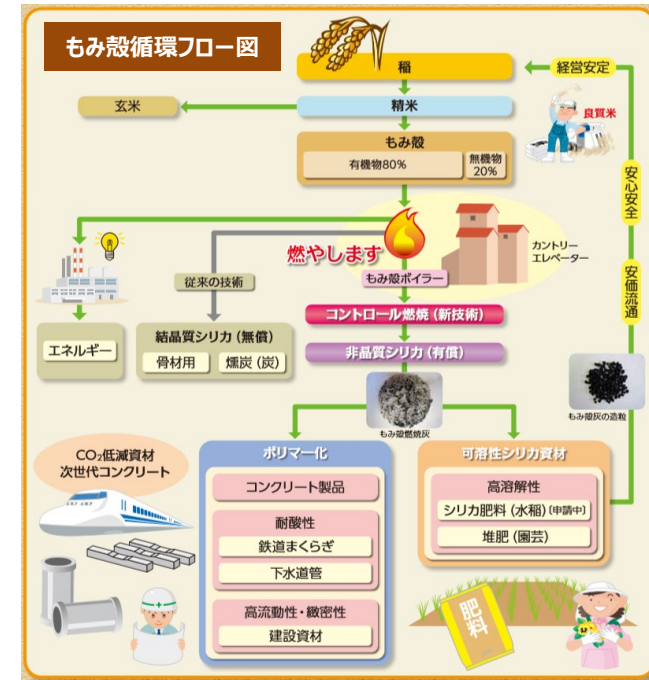 もみ殻循環フロー図
稲
経営安定
玄米
精米
良質米
もみ殻
有機物80%
無機物
20%
安心安全
燃やします
カントリー
エレベーター
従来の技術
もみ殻ボイラー
安価流通
コントロール燃焼(新技術)
エネルギー
結晶質シリカ(無償)
骨材用
燻炭(炭)
非晶質シリカ(有償)
もみ殻燃焼灰
もみ殻灰の造粒
CO₂低減資材
次世代コンクリート
ポリマー化
コンクリート製品
耐酸性
鉄道まくらぎ
下水道管
高流動性・緻密性
建設資材
可溶性シリカ資材
高溶解性
シリカ肥料(水稲)(申請中)
堆肥(園芸)
肥料